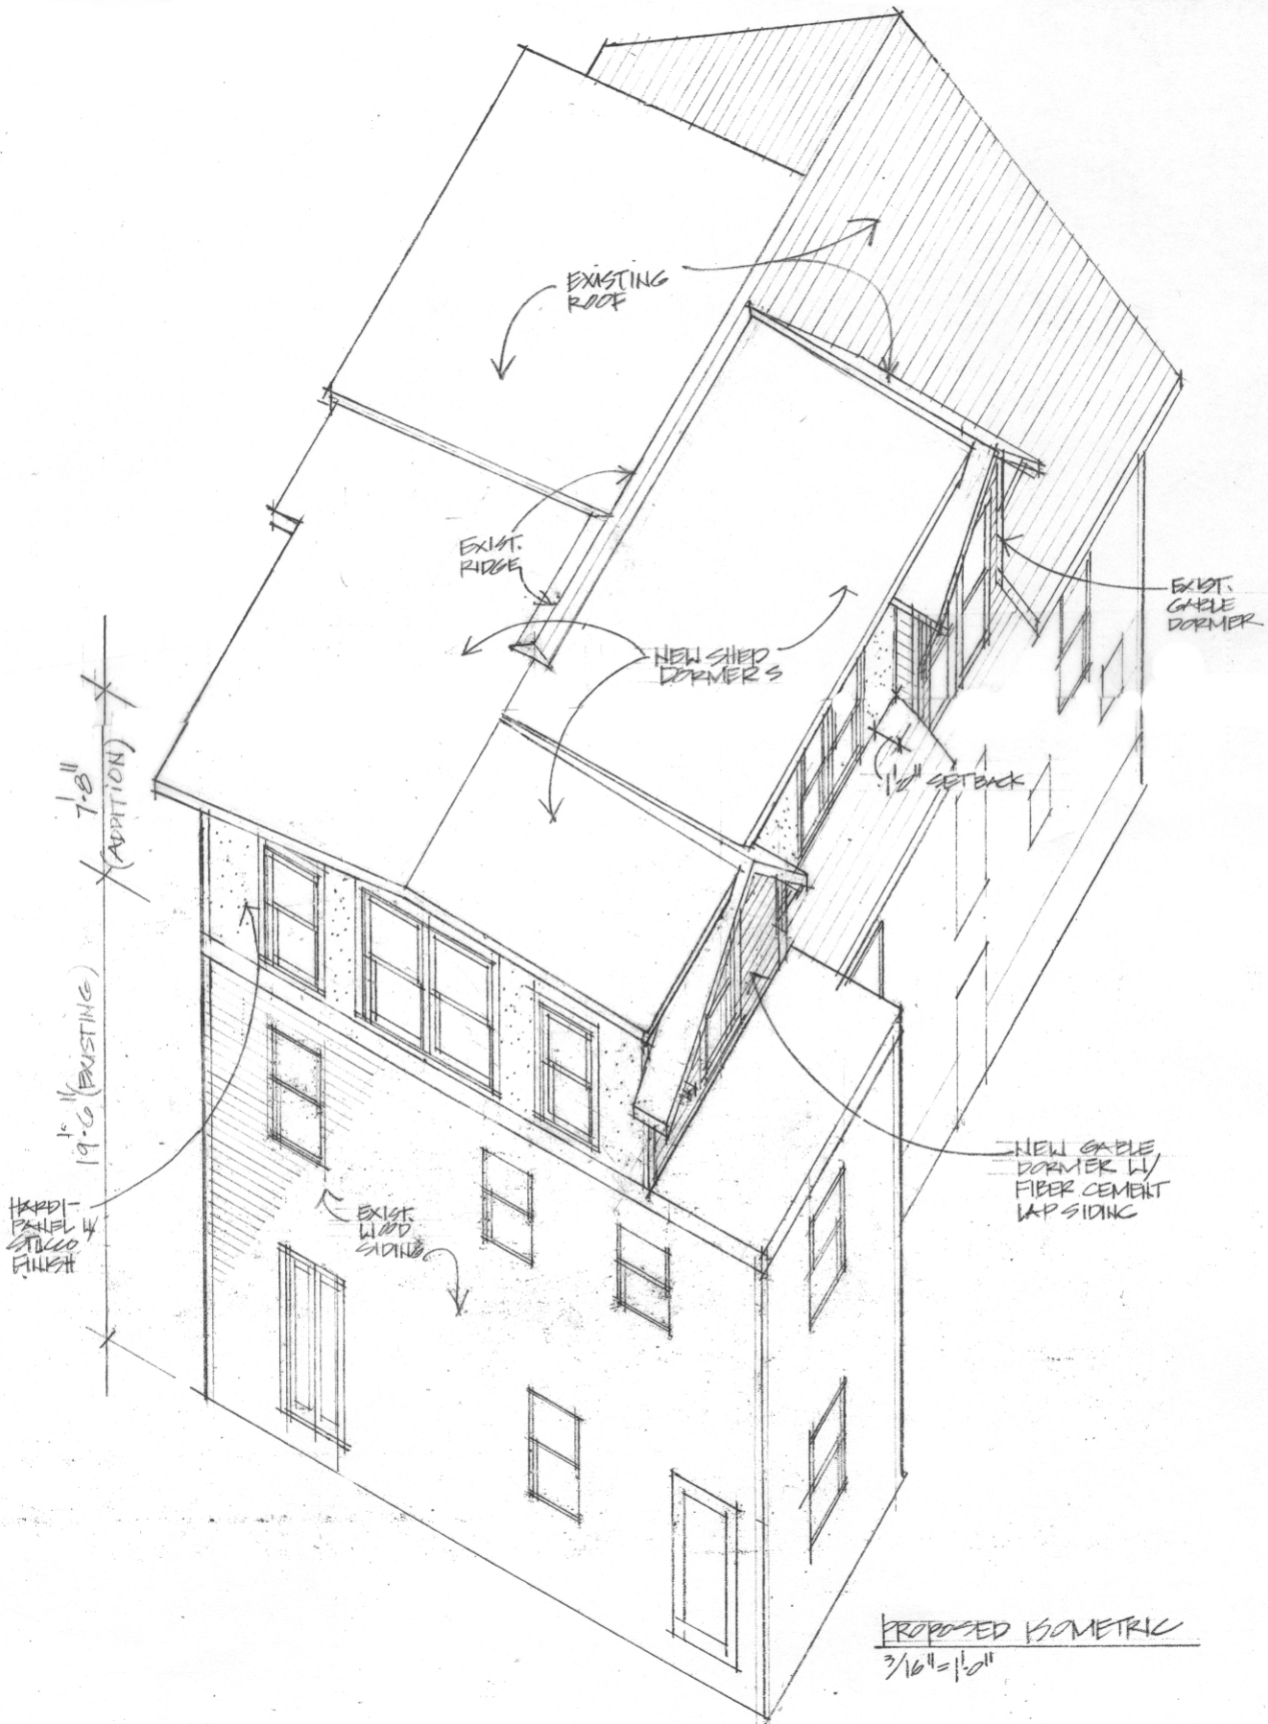 EXISTING
ROOF
EXIST.
RIDGE
EXIST.
GABLE
DORMER
NEW SHED
DORMERS
1'-2" SETBACK
7'-8"
(ADDITION)
19'-6" (EXISTING)
HARDI-
PANEL W/
STUCCO
FINISH
EXIST.
WOOD
SIDING
NEW GABLE
DORMER W/
FIBER CEMENT
LAP SIDING
PROPOSED ISOMETRIC
3/16"=1'-0"